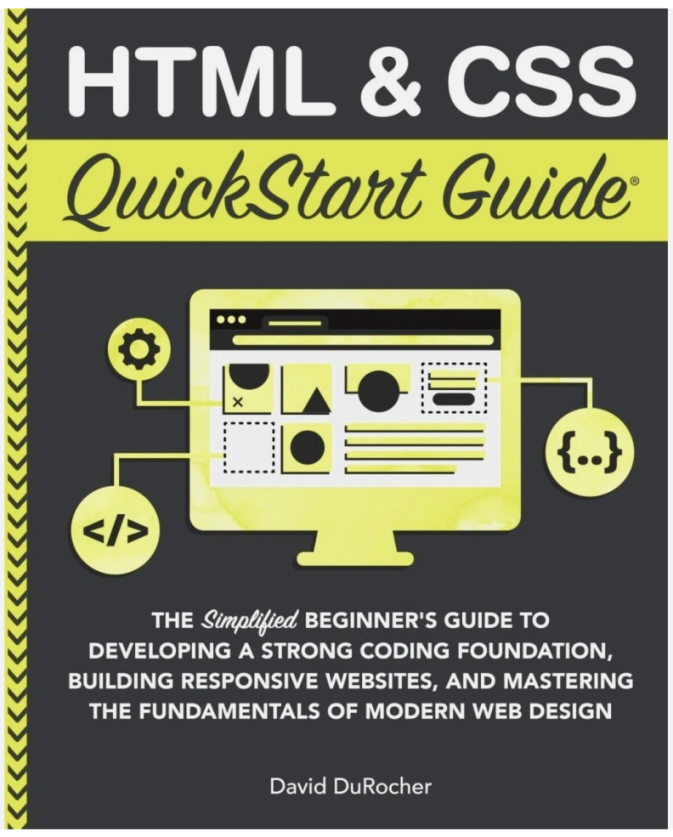 HTML & CSS
QuickStart Guide®
×
</>
{..}
THE Simplified BEGINNER'S GUIDE TO
DEVELOPING A STRONG CODING FOUNDATION,
BUILDING RESPONSIVE WEBSITES, AND MASTERING
THE FUNDAMENTALS OF MODERN WEB DESIGN
David DuRocher